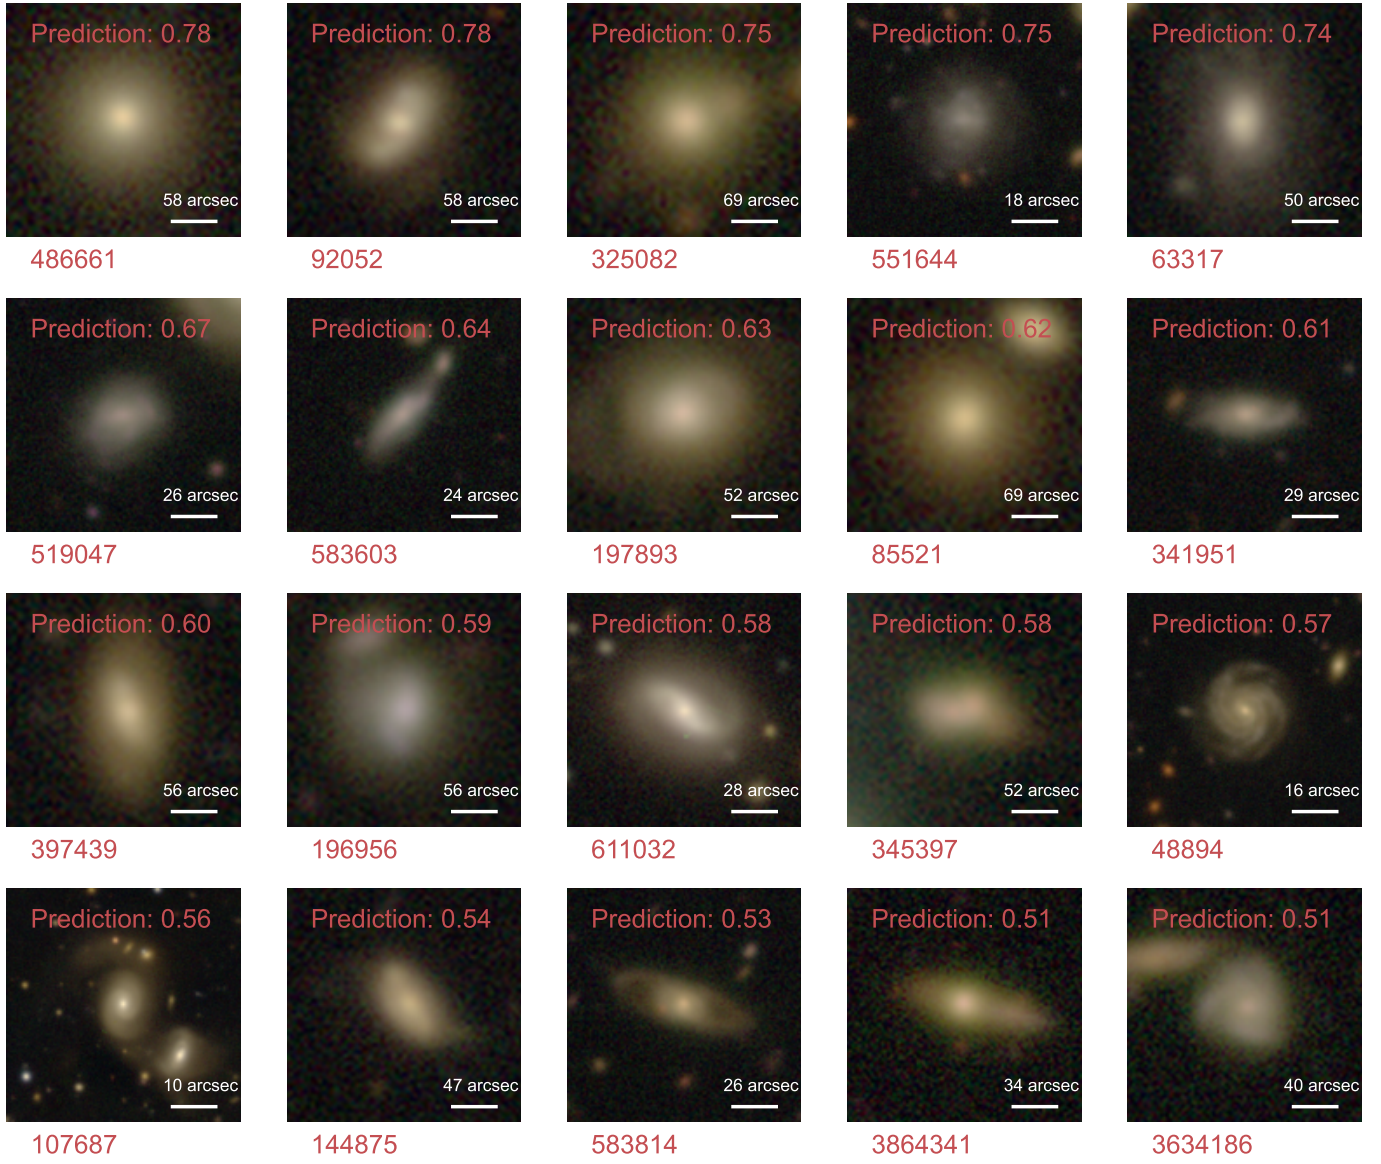 Prediction: 0.78
58 arcsec
486661
Prediction: 0.78
58 arcsec
92052
Prediction: 0.75
69 arcsec
325082
Prediction: 0.75
18 arcsec
551644
Prediction: 0.74
50 arcsec
63317
Prediction: 0.67
26 arcsec
519047
Prediction: 0.64
24 arcsec
583603
Prediction: 0.63
52 arcsec
197893
Prediction: 0.62
69 arcsec
85521
Prediction: 0.61
29 arcsec
341951
Prediction: 0.60
56 arcsec
397439
Prediction: 0.59
56 arcsec
196956
Prediction: 0.58
28 arcsec
611032
Prediction: 0.58
52 arcsec
345397
Prediction: 0.57
16 arcsec
48894
Prediction: 0.56
10 arcsec
107687
Prediction: 0.54
47 arcsec
144875
Prediction: 0.53
26 arcsec
583814
Prediction: 0.51
34 arcsec
3864341
Prediction: 0.51
40 arcsec
3634186